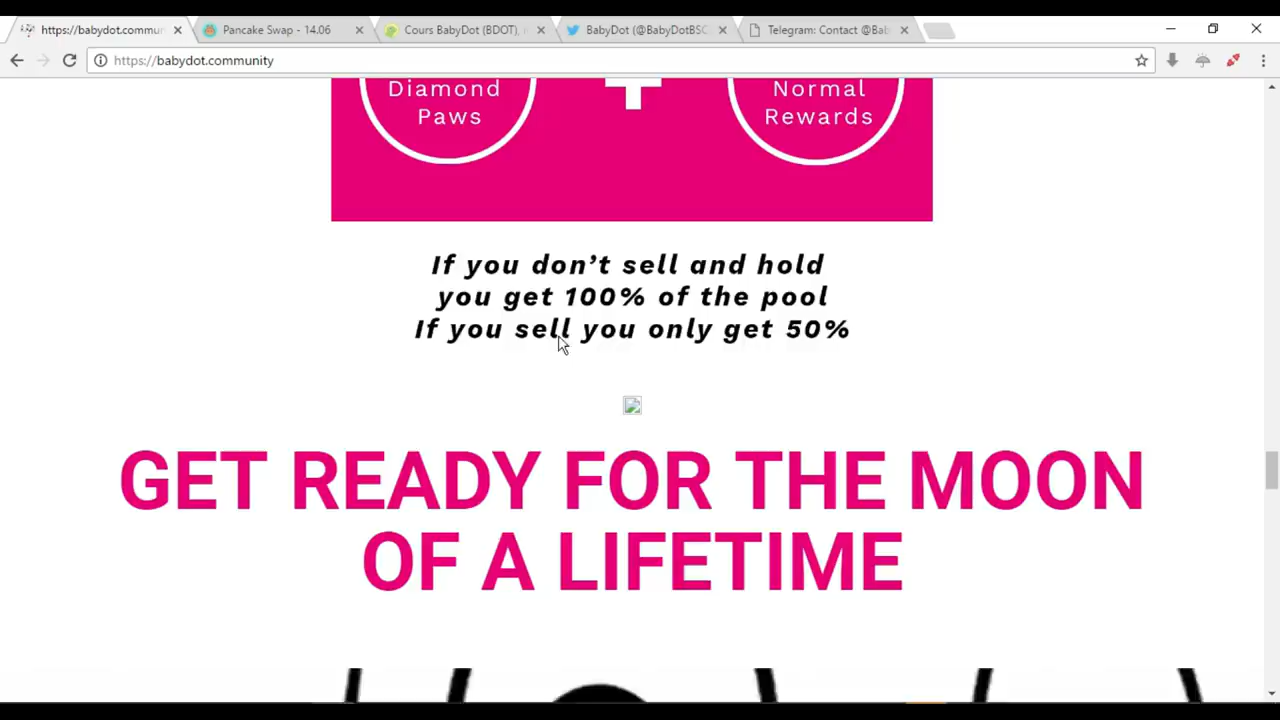 https://babydot.commun
Pancake Swap - 14.06
Cours BabyDot (BDOT), i
BabyDot (@BabyDotBSC
Telegram: Contact @Bab
https://babydot.community
Diamond
Paws
Normal
Rewards
If you don't sell and hold
you get 100% of the pool
If you sell you only get 50%
GET READY FOR THE MOON
OF A LIFETIME